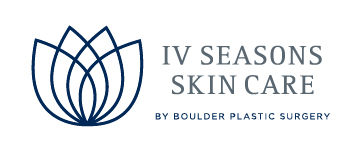 IV SEASONS
SKIN CARE
BY BOULDER PLASTIC SURGERY